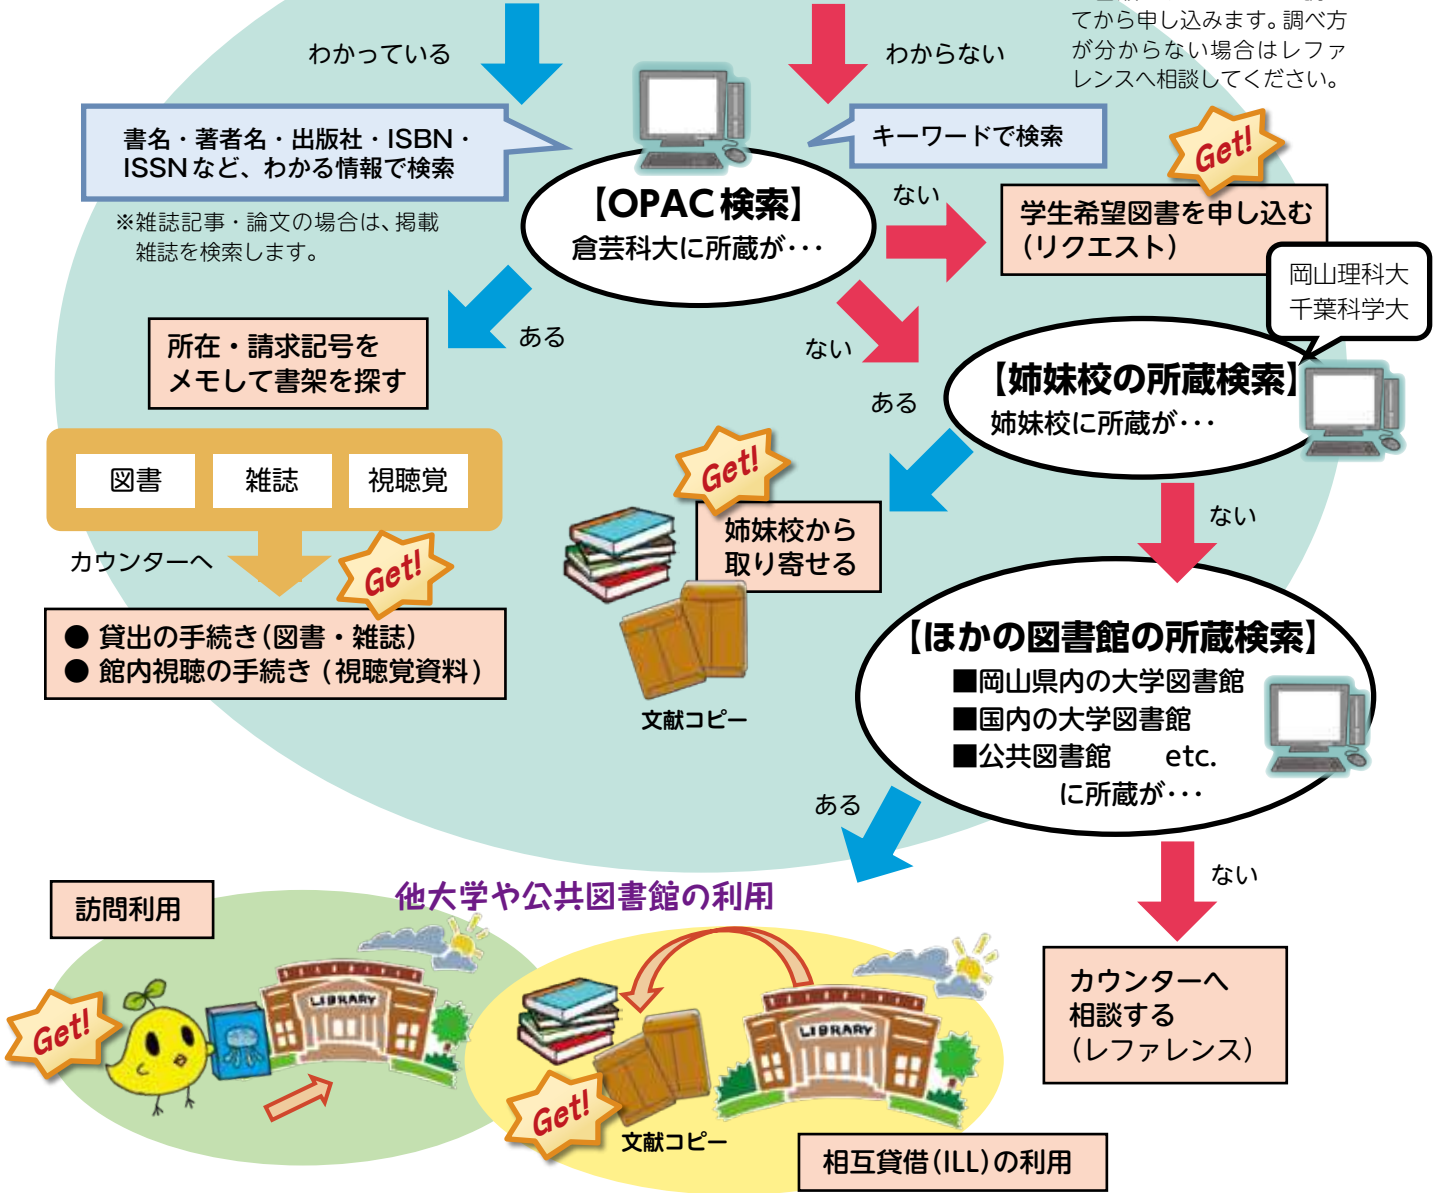 てから申し込みます。調べ方
が分からない場合はレファ
レンスへ相談してください。
わかっている
わからない
書名・著者名・出版社・ISBN・
ISSNなど、わかる情報で検索
キーワードで検索
※雑誌記事・論文の場合は、掲載
雑誌を検索します。
【OPAC検索】
倉芸科大に所蔵が・・・
ない
Get!
学生希望図書を申し込む
（リクエスト）
岡山理科大
千葉科学大
ある
ない
所在・請求記号を
メモして書架を探す
【姉妹校の所蔵検索】
姉妹校に所蔵が・・・
ある
図書
雑誌
視聴覚
Get!
姉妹校から
取り寄せる
ない
カウンターへ
Get!
● 貸出の手続き（図書・雑誌）
● 館内視聴の手続き（視聴覚資料）
文献コピー
【ほかの図書館の所蔵検索】
■岡山県内の大学図書館
■国内の大学図書館
■公共図書館 etc.
に所蔵が・・・
ある
ない
他大学や公共図書館の利用
訪問利用
Get!
LIBRARY
LIBRARY
Get!
文献コピー
相互貸借（ILL）の利用
カウンターへ
相談する
（レファレンス）